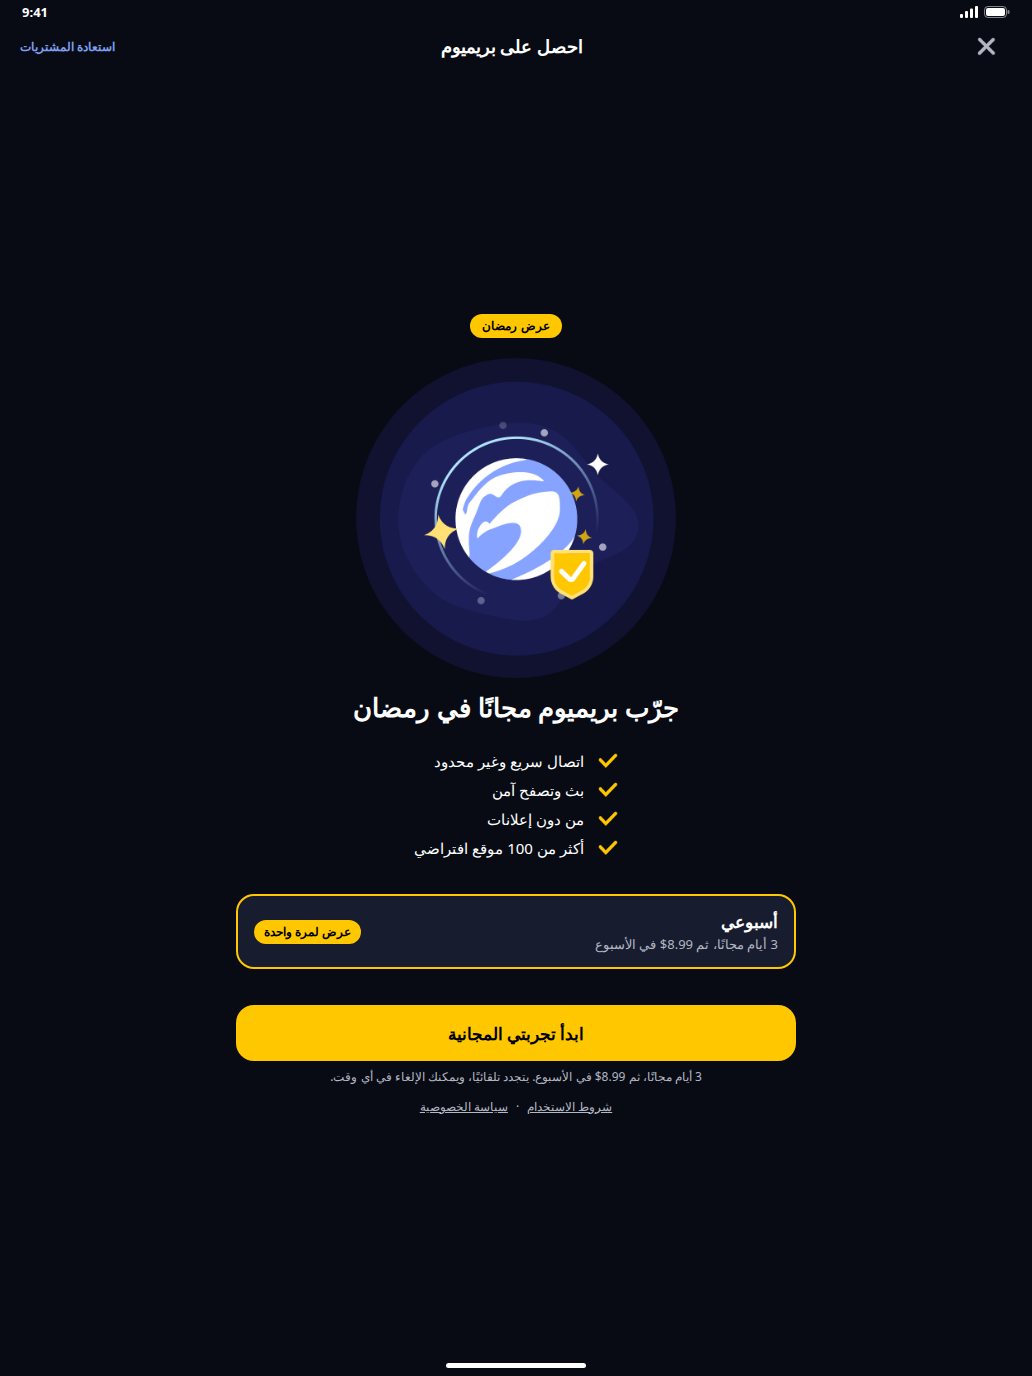 9:41
احصل على بريميوم
استعادة المشتريات
عرض رمضان
جرّب بريميوم مجانًا في رمضان
اتصال سريع وغير محدود
بث وتصفح آمن
من دون إعلانات
أكثر من 100 موقع افتراضي
أسبوعي
3 أيام مجانًا، ثم 8.99$ في الأسبوع
عرض لمرة واحدة
ابدأ تجربتي المجانية
3 أيام مجانًا، ثم 8.99$ في الأسبوع. يتجدد تلقائيًا، ويمكنك الإلغاء في أي وقت.
شروط الاستخدام · سياسة الخصوصية